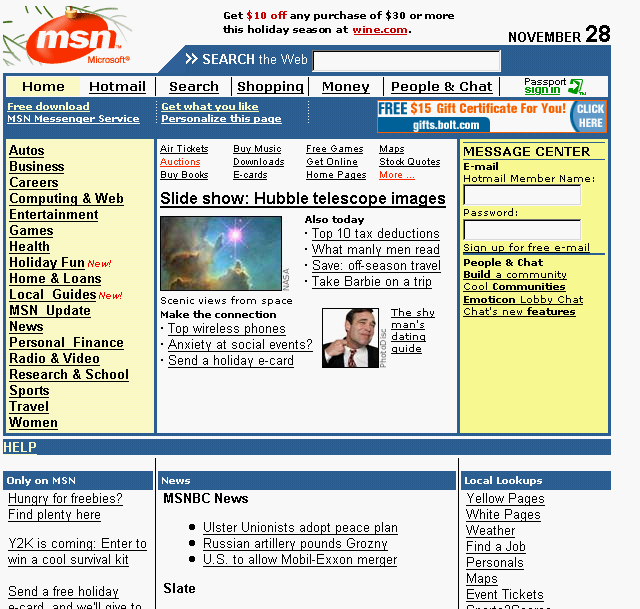 msn
Microsoft®
Get $10 off any purchase of $30 or more
this holiday season at wine.com.
NOVEMBER 28
SEARCH the Web
Home
Hotmail
Search
Shopping
Money
People & Chat
Passport
sign in
Free download
MSN Messenger Service
Get what you like
Personalize this page
FREE $15 Gift Certificate For You!
gifts.bolt.com
CLICK
HERE
Autos
Business
Careers
Computing & Web
Entertainment
Games
Health
Holiday Fun New!
Home & Loans
Local Guides New!
MSN Update
News
Personal Finance
Radio & Video
Research & School
Sports
Travel
Women
Air Tickets Buy Music Free Games Maps
Auctions Downloads Get Online Stock Quotes
Buy Books E-cards Home Pages More ...
Slide show: Hubble telescope images
NASA
Scenic views from space
Also today
· Top 10 tax deductions
· What manly men read
· Save: off-season travel
· Take Barbie on a trip
Make the connection
· Top wireless phones
· Anxiety at social events?
· Send a holiday e-card
PhotoDisc
The shy
man's
dating
guide
MESSAGE CENTER
E-mail
Hotmail Member Name:
Password:
Sign up for free e-mail
People & Chat
Build a community
Cool Communities
Emoticon Lobby Chat
Chat's new features
HELP
Only on MSN
Hungry for freebies?
Find plenty here
Y2K is coming: Enter to
win a cool survival kit
Send a free holiday
e-card, and we'll give to
News
MSNBC News
● Ulster Unionists adopt peace plan
● Russian artillery pounds Grozny
● U.S. to allow Mobil-Exxon merger
Slate
Local Lookups
Yellow Pages
White Pages
Weather
Find a Job
Personals
Maps
Event Tickets